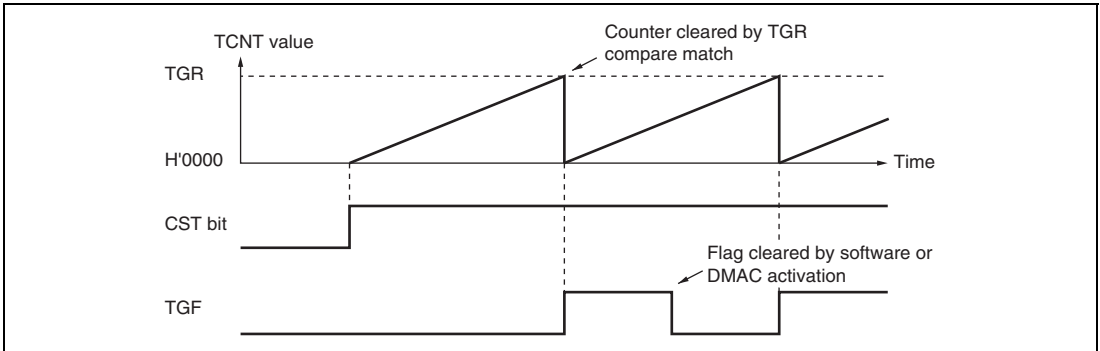 Counter cleared by TGR
compare match
TCNT value
TGR
H'0000
Time
CST bit
Flag cleared by software or
DMAC activation
TGF